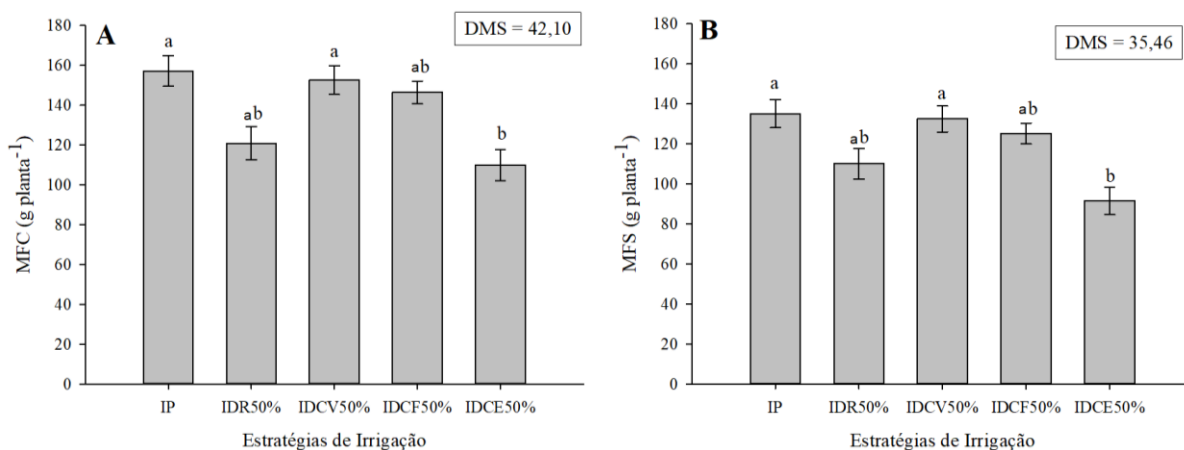 A
DMS = 42,10
MFC (g planta⁻¹)
180
160
140
120
100
80
60
40
20
0
a
ab
a
ab
b
IP
IDR50%
IDCV50%
IDCF50%
IDCE50%
Estratégias de Irrigação
B
DMS = 35,46
MFS (g planta⁻¹)
180
160
140
120
100
80
60
40
20
0
a
ab
a
ab
b
IP
IDR50%
IDCV50%
IDCF50%
IDCE50%
Estratégias de Irrigação